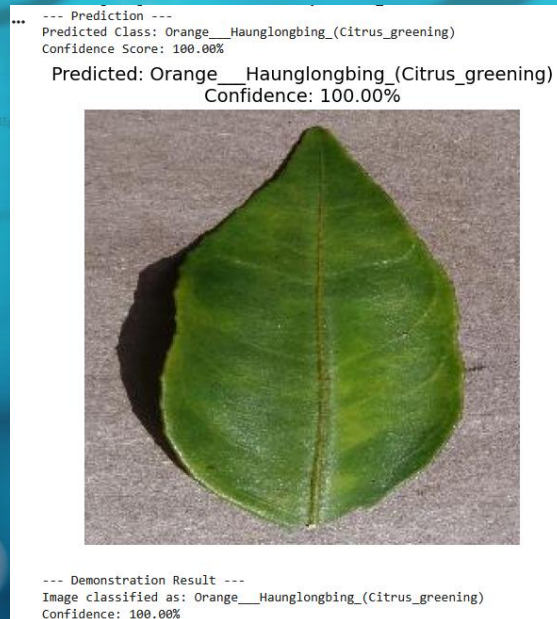 --- Prediction ---
Predicted Class: Orange___Haunglongbing_(Citrus_greening)
Confidence Score: 100.00%
Predicted: Orange___Haunglongbing_(Citrus_greening)
Confidence: 100.00%
--- Demonstration Result ---
Image classified as: Orange___Haunglongbing_(Citrus_greening)
Confidence: 100.00%